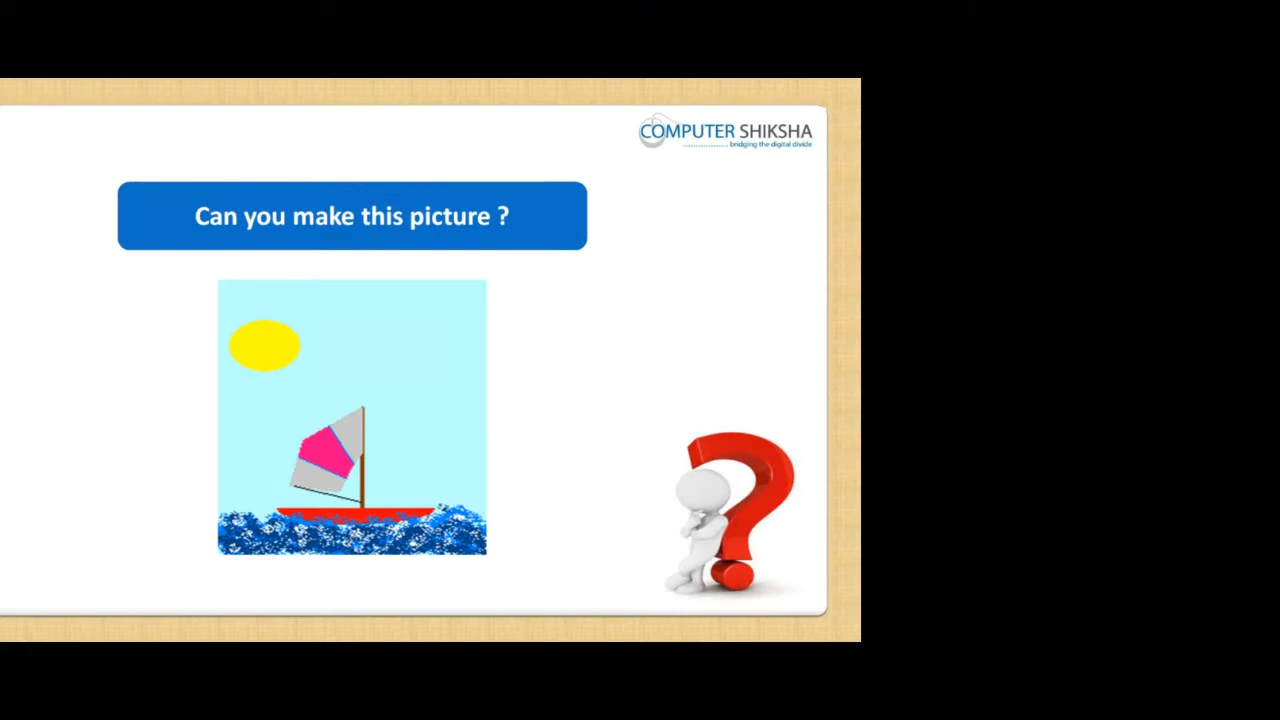 COMPUTER SHIKSHA
bridging the digital divide
Can you make this picture ?